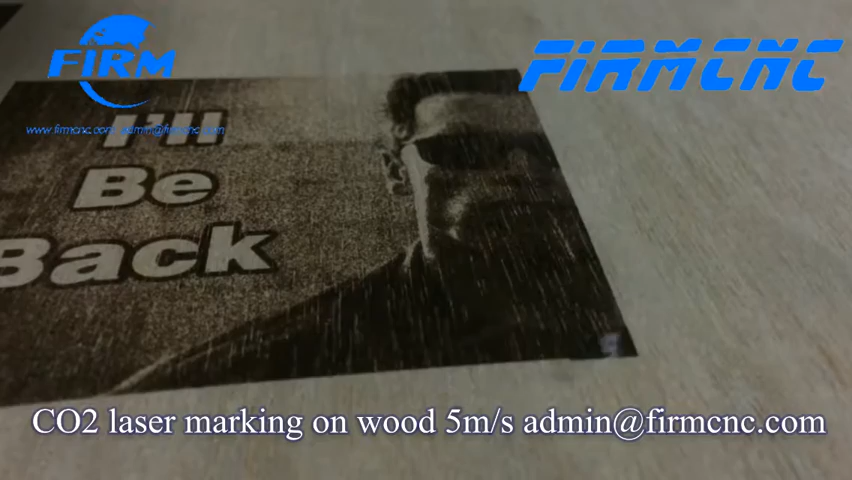 FIRM
FIRMCNC
www.firmcnc.com admin@firmcnc.com
I'll
Be
Back
CO2 laser marking on wood 5m/s admin@firmcnc.com